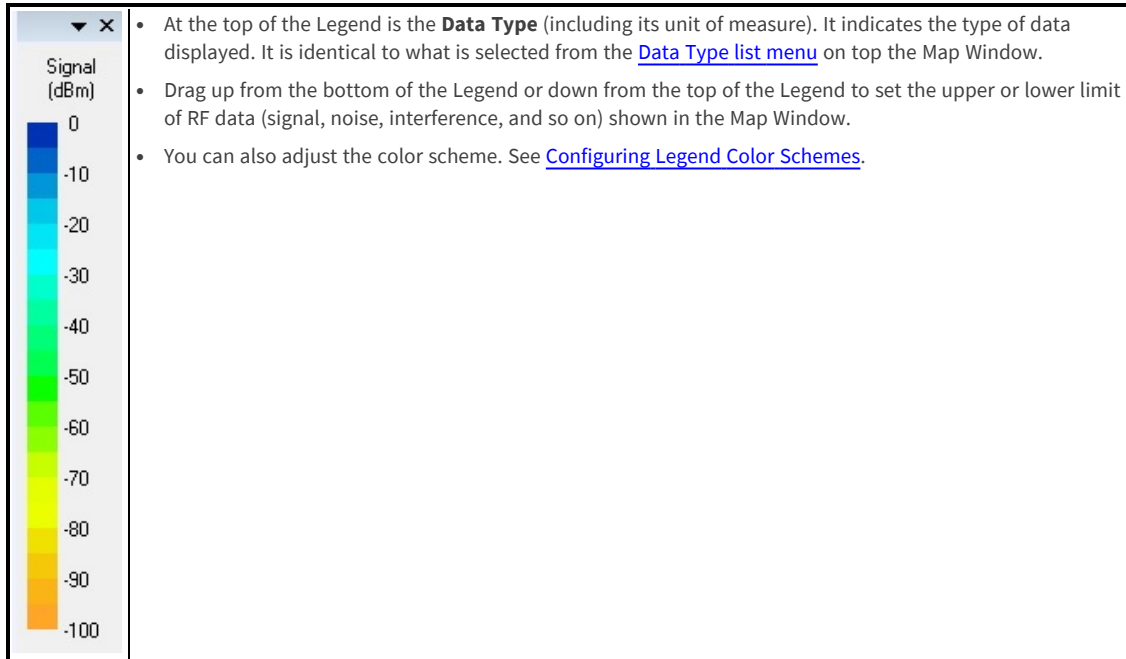 Signal
(dBm)
0
-10
-20
-30
-40
-50
-60
-70
-80
-90
-100
• At the top of the Legend is the Data Type (including its unit of measure). It indicates the type of data
displayed. It is identical to what is selected from the Data Type list menu on top the Map Window.
• Drag up from the bottom of the Legend or down from the top of the Legend to set the upper or lower limit
of RF data (signal, noise, interference, and so on) shown in the Map Window.
• You can also adjust the color scheme. See Configuring Legend Color Schemes.